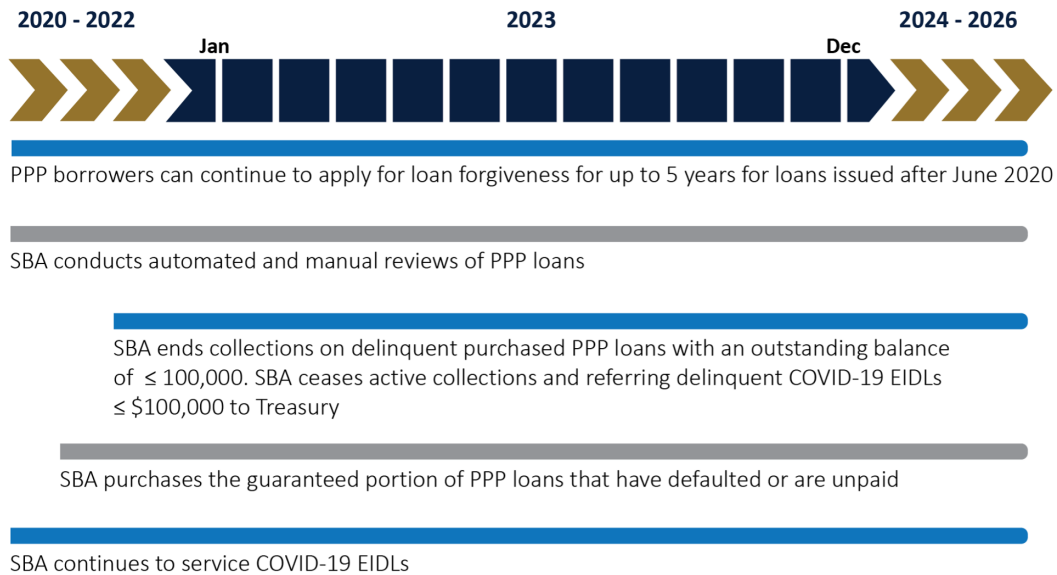 2020 - 2022
2023
2024 - 2026
Jan
Dec
PPP borrowers can continue to apply for loan forgiveness for up to 5 years for loans issued after June 2020
SBA conducts automated and manual reviews of PPP loans
SBA ends collections on delinquent purchased PPP loans with an outstanding balance
of ≤ 100,000. SBA ceases active collections and referring delinquent COVID-19 EIDLs
≤ $100,000 to Treasury
SBA purchases the guaranteed portion of PPP loans that have defaulted or are unpaid
SBA continues to service COVID-19 EIDLs